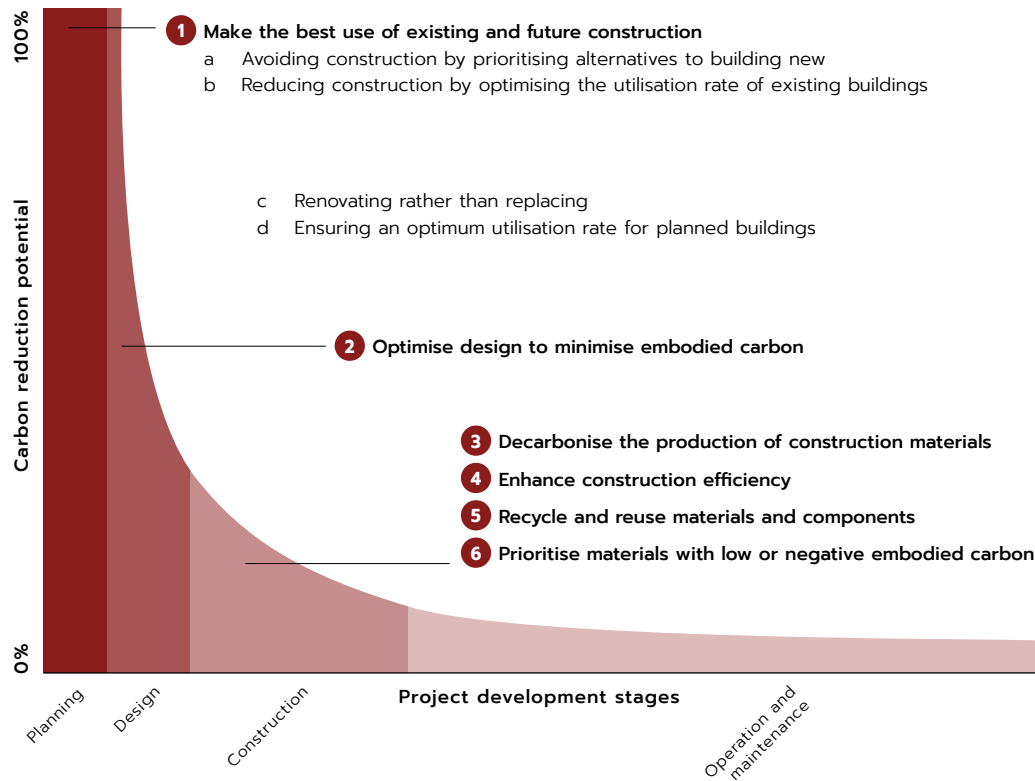 100%
Carbon reduction potential
0%
1 Make the best use of existing and future construction
a Avoiding construction by prioritising alternatives to building new
b Reducing construction by optimising the utilisation rate of existing buildings
c Renovating rather than replacing
d Ensuring an optimum utilisation rate for planned buildings
2 Optimise design to minimise embodied carbon
3 Decarbonise the production of construction materials
4 Enhance construction efficiency
5 Recycle and reuse materials and components
6 Prioritise materials with low or negative embodied carbon
Planning
Design
Construction
Project development stages
Operation and
maintenance